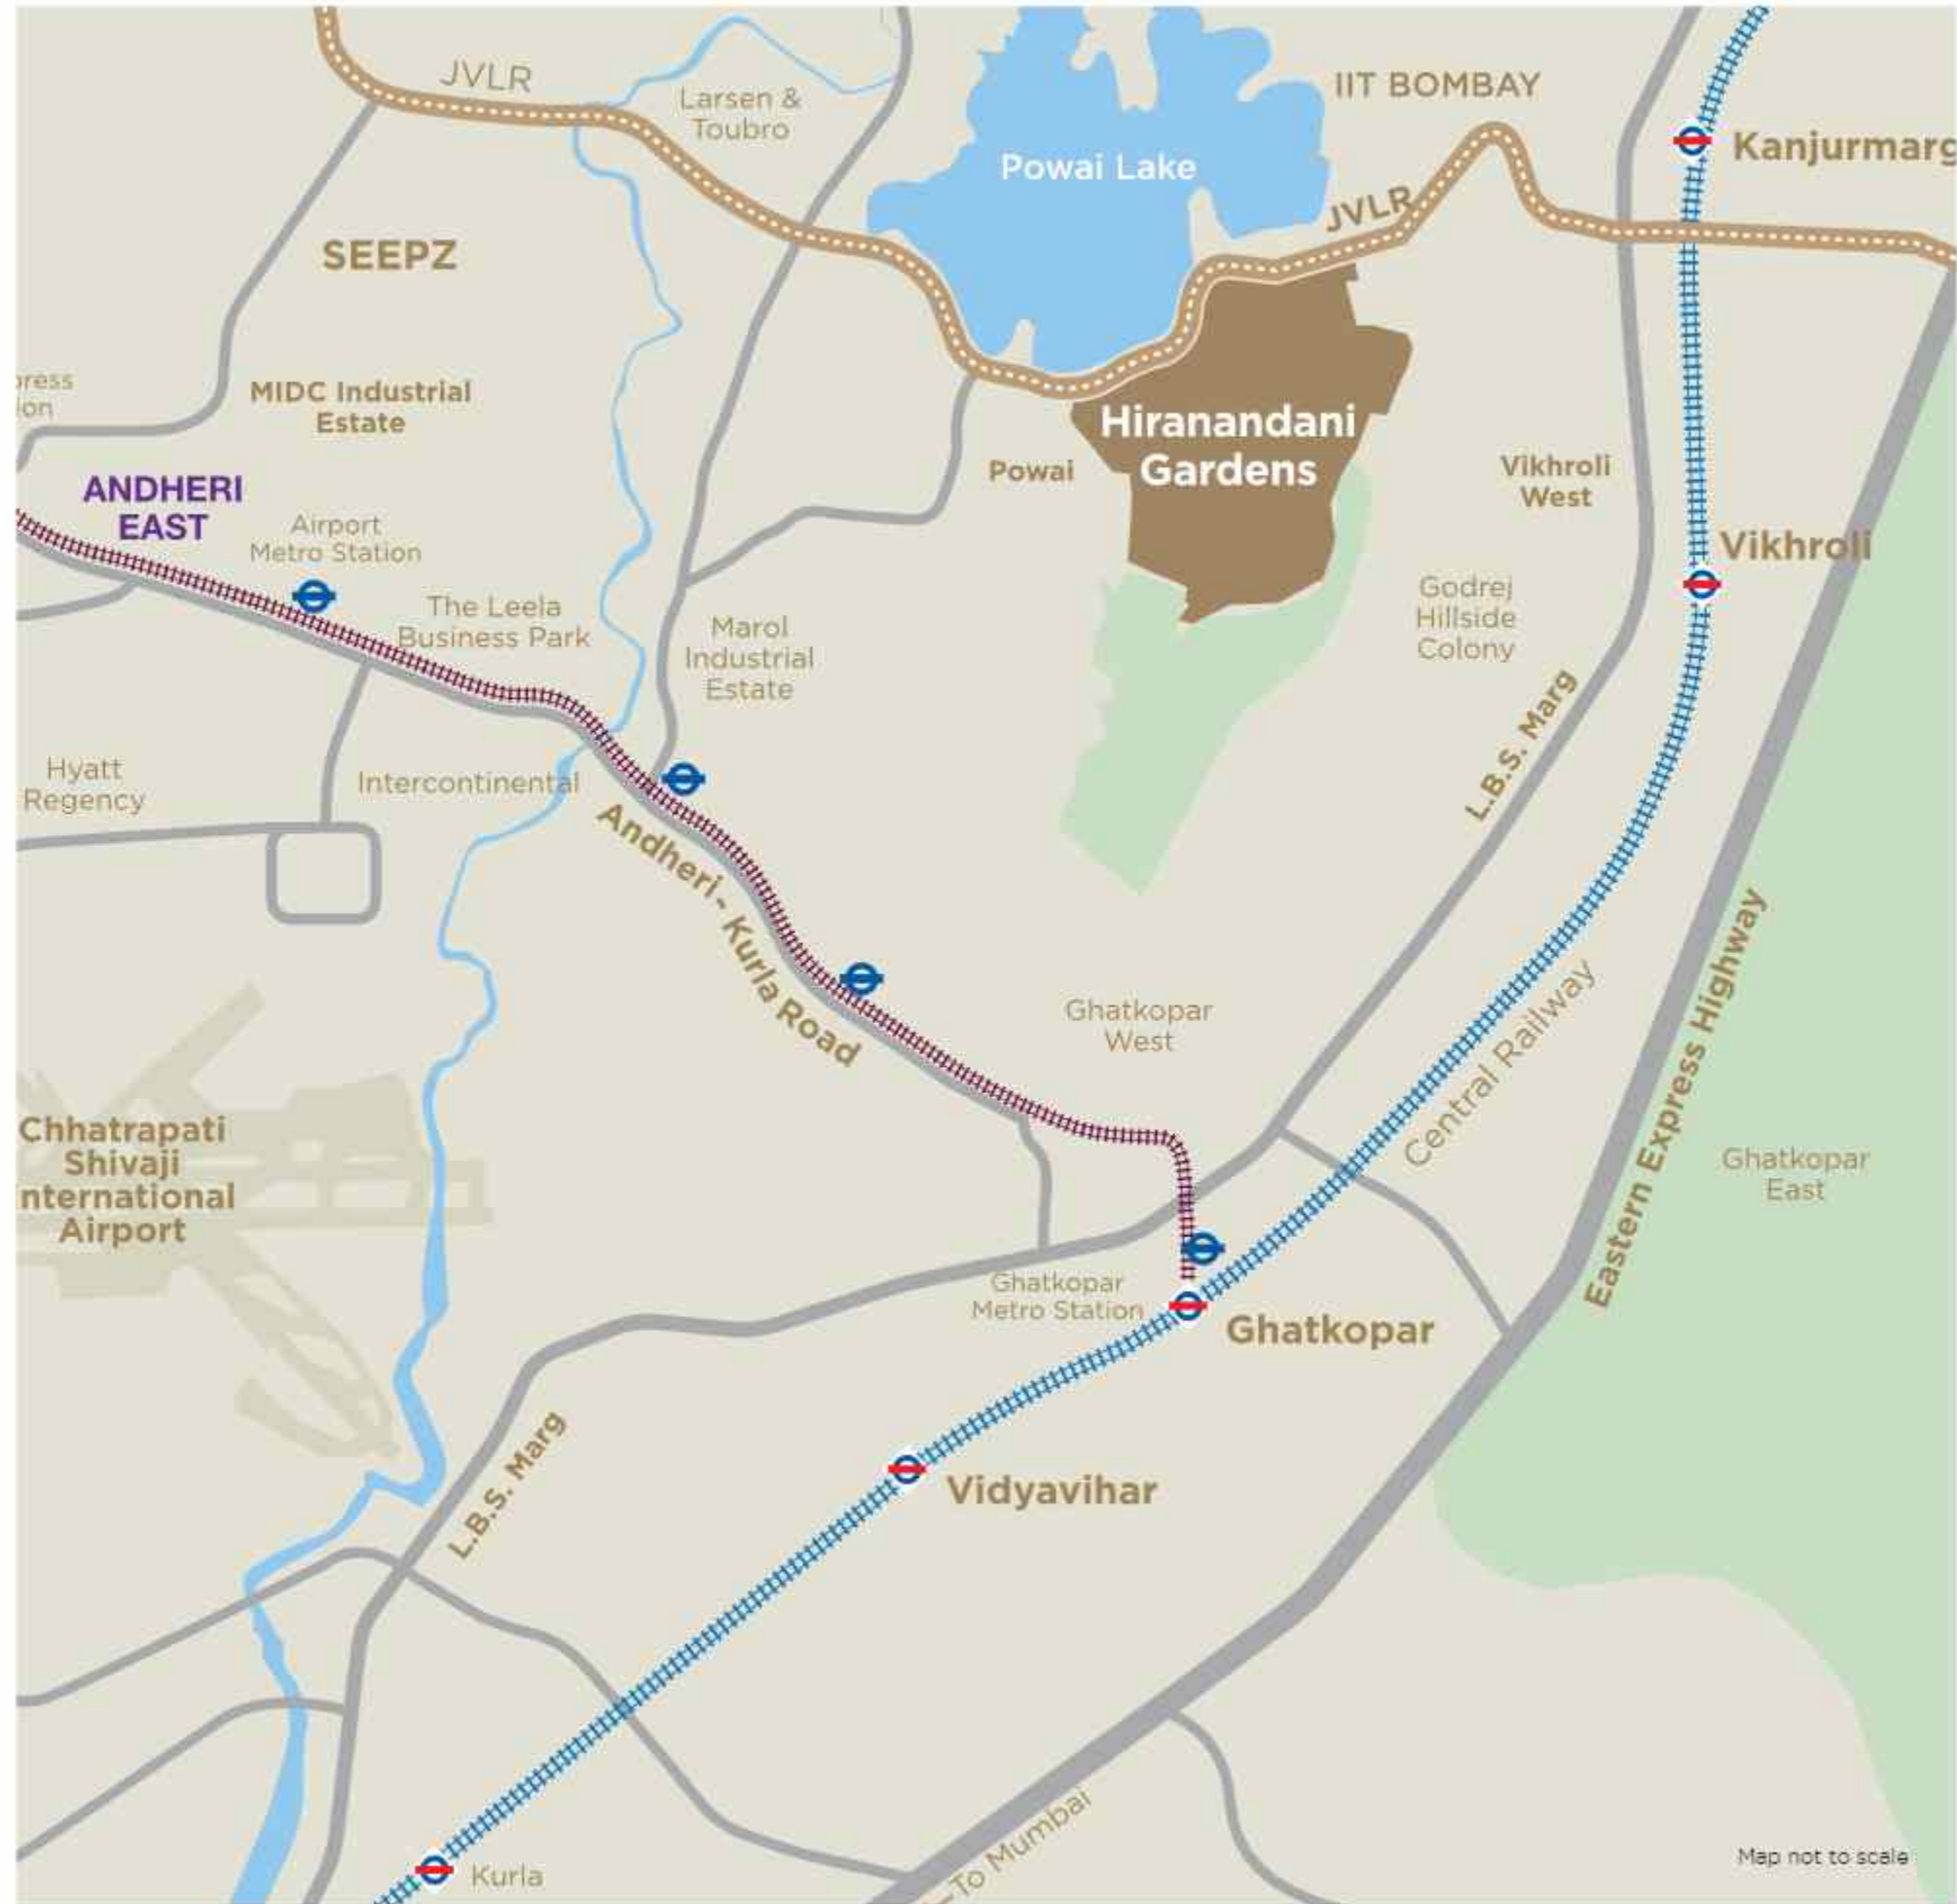 JVLR
Larsen &
Toubro
IIT BOMBAY
Kanjurmarg
Powai Lake
JVLR
SEEPZ
press
ion
MIDC Industrial
Estate
Hiranandani
Gardens
Powai
Vikhroli
West
ANDHERI
EAST
Airport
Metro Station
Vikhroli
The Leela
Business Park
Marol
Industrial
Estate
Godrej
Hillside
Colony
L.B.S. Marg
Hyatt
Regency
Intercontinental
Andheri - Kurla Road
Ghatkopar
West
Central Railway
Eastern Express Highway
Chhatrapati
Shivaji
nternational
Airport
Ghatkopar
East
Ghatkopar
Metro Station
Ghatkopar
L.B.S. Marg
Vidyavihar
To Mumbai
Map not to scale
Kurla